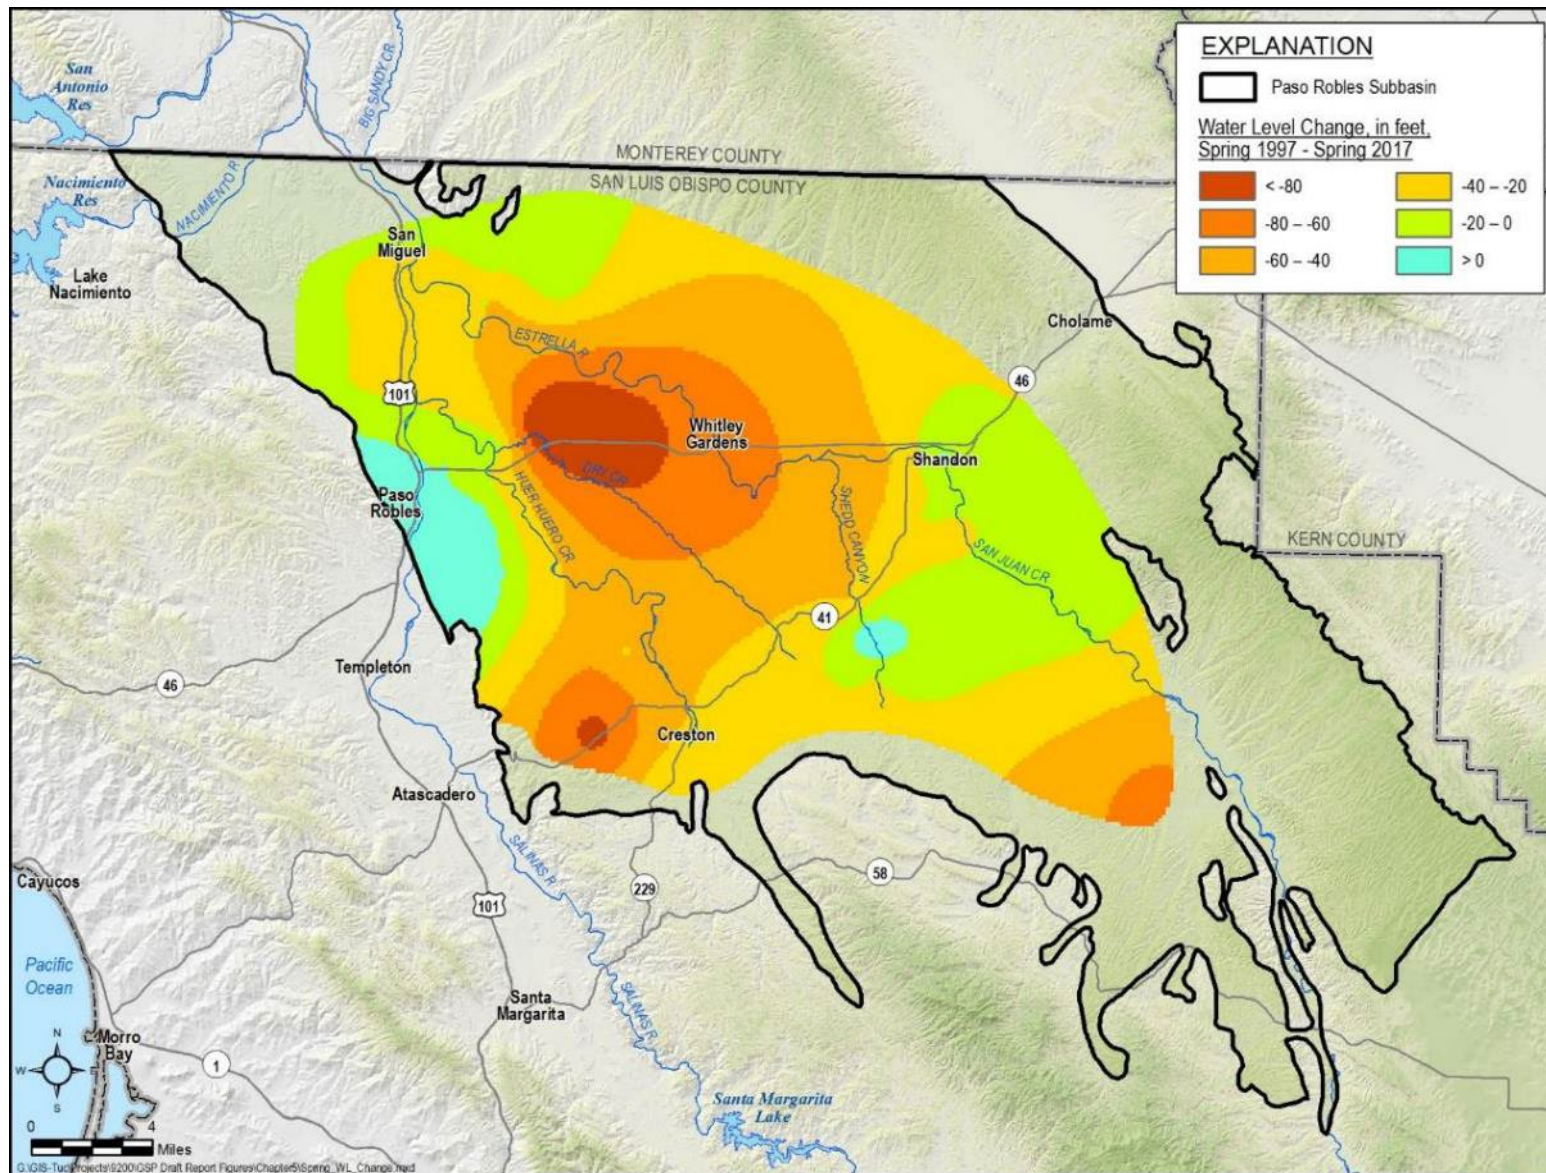 EXPLANATION
Paso Robles Subbasin
Water Level Change, in feet,
Spring 1997 - Spring 2017
< -80
-80 – -60
-60 – -40
-40 – -20
-20 – 0
> 0
San
Antonio
Res
BIG SANDY CR
MONTEREY COUNTY
SAN LUIS OBISPO COUNTY
Nacimiento
Res
NACIMIENTO R
San
Miguel
Lake
Nacimiento
Cholame
ESTRELLA R
46
101
Whitley
Gardens
Shandon
DRY CR
HUER HUERO CR
Paso
Robles
SHEDD CANYON
SAN JUAN CR
KERN COUNTY
41
Templeton
46
Creston
Atascadero
SALINAS R
58
Cayucos
229
101
Pacific
Ocean
Santa
Margarita
SALINAS R
Morro
Bay
N
W
E
S
1
Santa Margarita
Lake
0
4
Miles